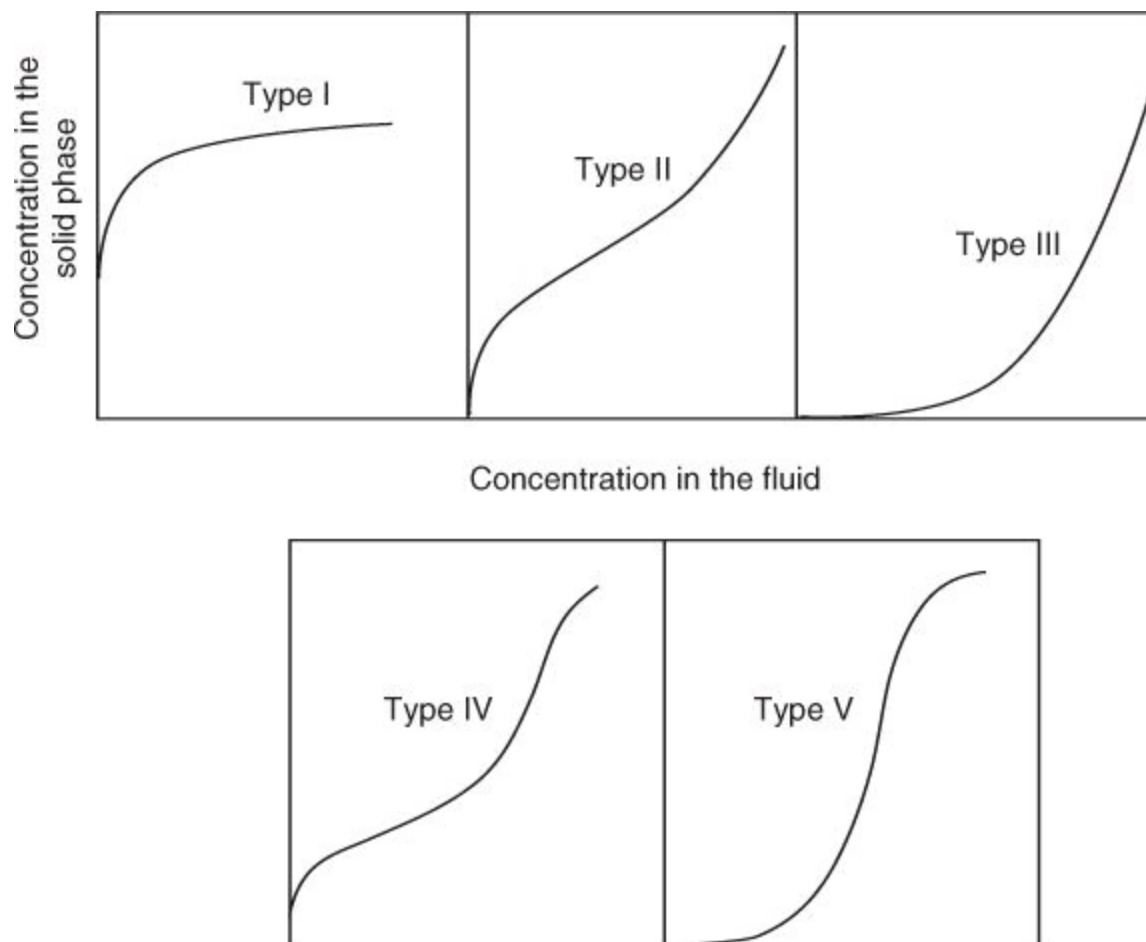 Concentration in the
solid phase
Type I
Type II
Type III
Concentration in the fluid
Type IV
Type V